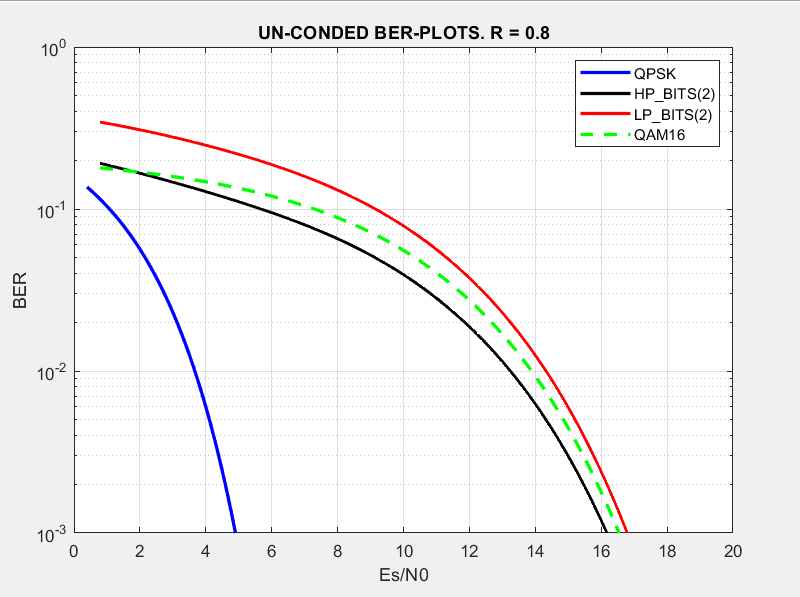 UN-CONDED BER-PLOTS. R = 0.8
10^0
10^-1
10^-2
10^-3
BER
QPSK
HP_BITS(2)
LP_BITS(2)
QAM16
0 2 4 6 8 10 12 14 16 18 20
Es/N0